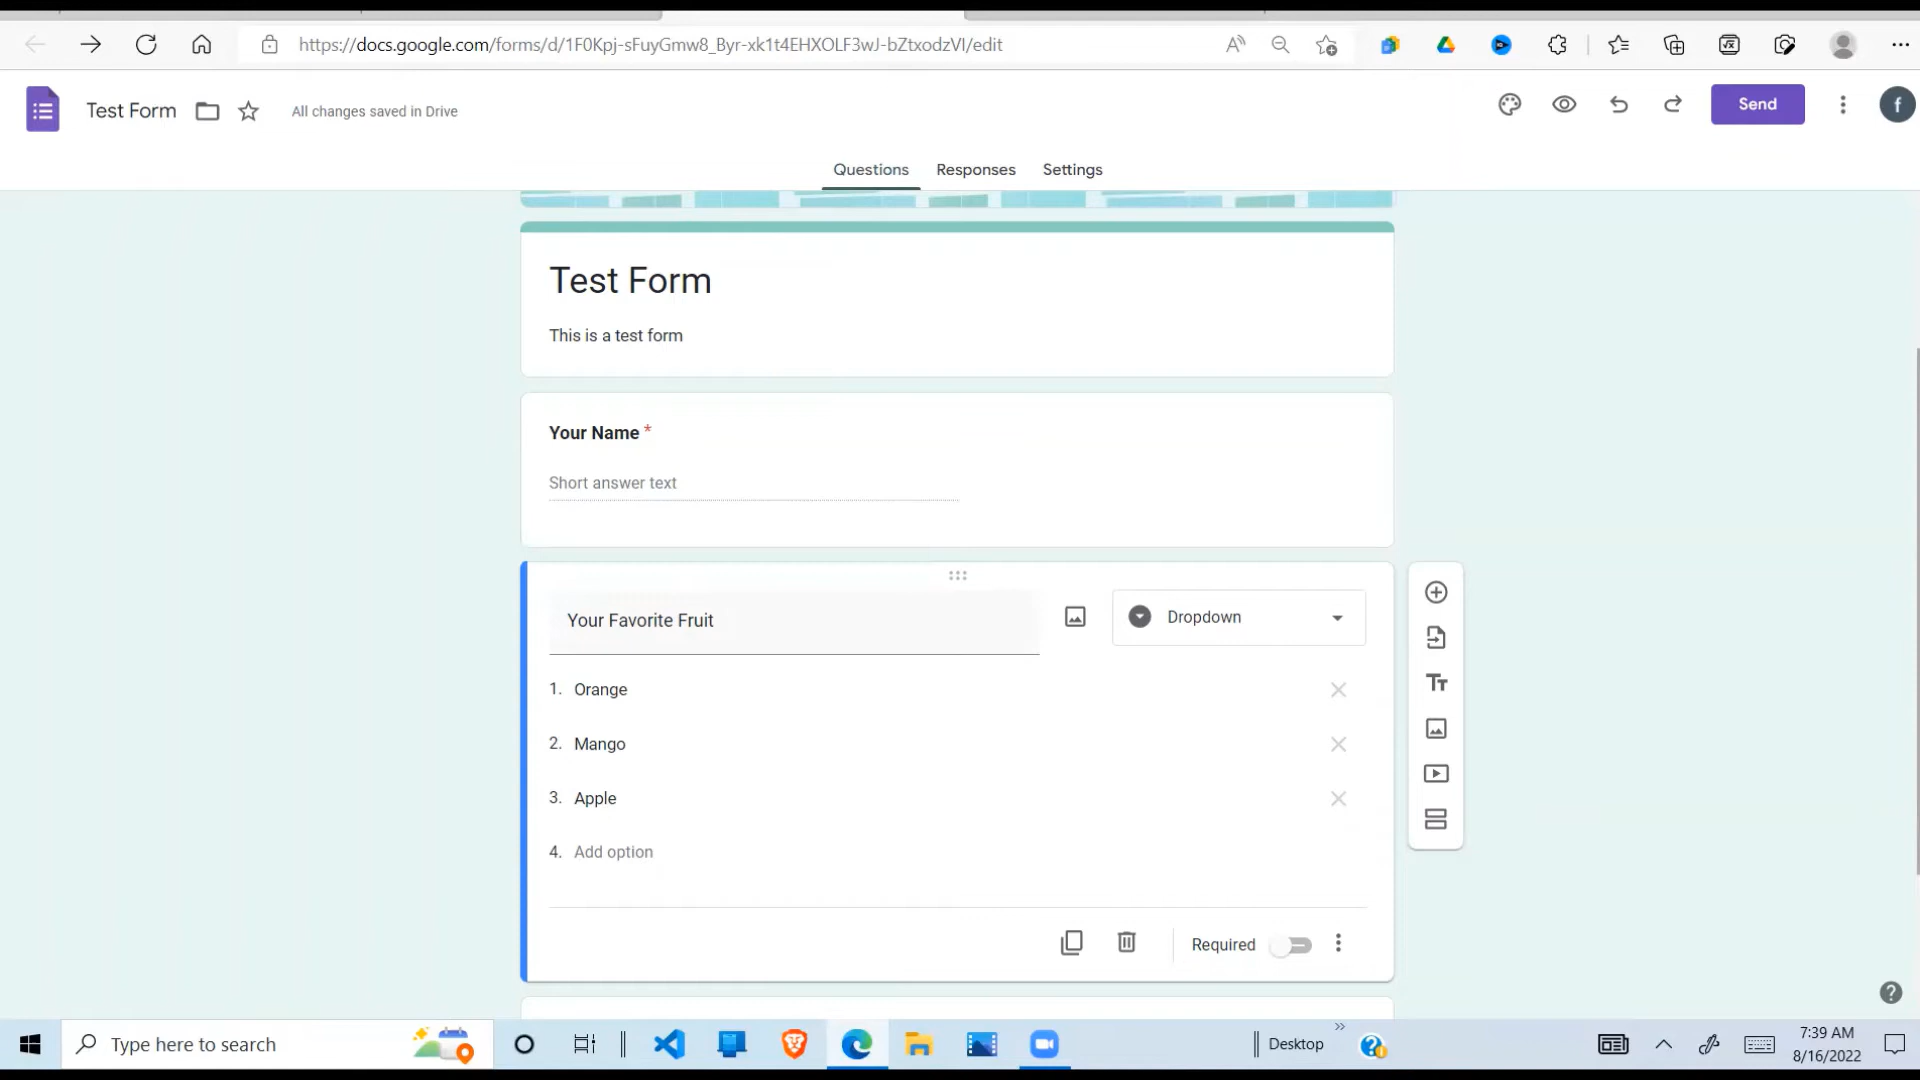 https://docs.google.com/forms/d/1F0Kpj-sFuyGmw8_Byr-xk1t4EHXOLF3wJ-bZtxodzVI/edit
Test Form
All changes saved in Drive
Send
f
Questions
Responses
Settings
Test Form
This is a test form
Your Name *
Short answer text
Your Favorite Fruit
Dropdown
1. Orange
2. Mango
3. Apple
4. Add option
Required
Type here to search
Desktop
7:39 AM
8/16/2022